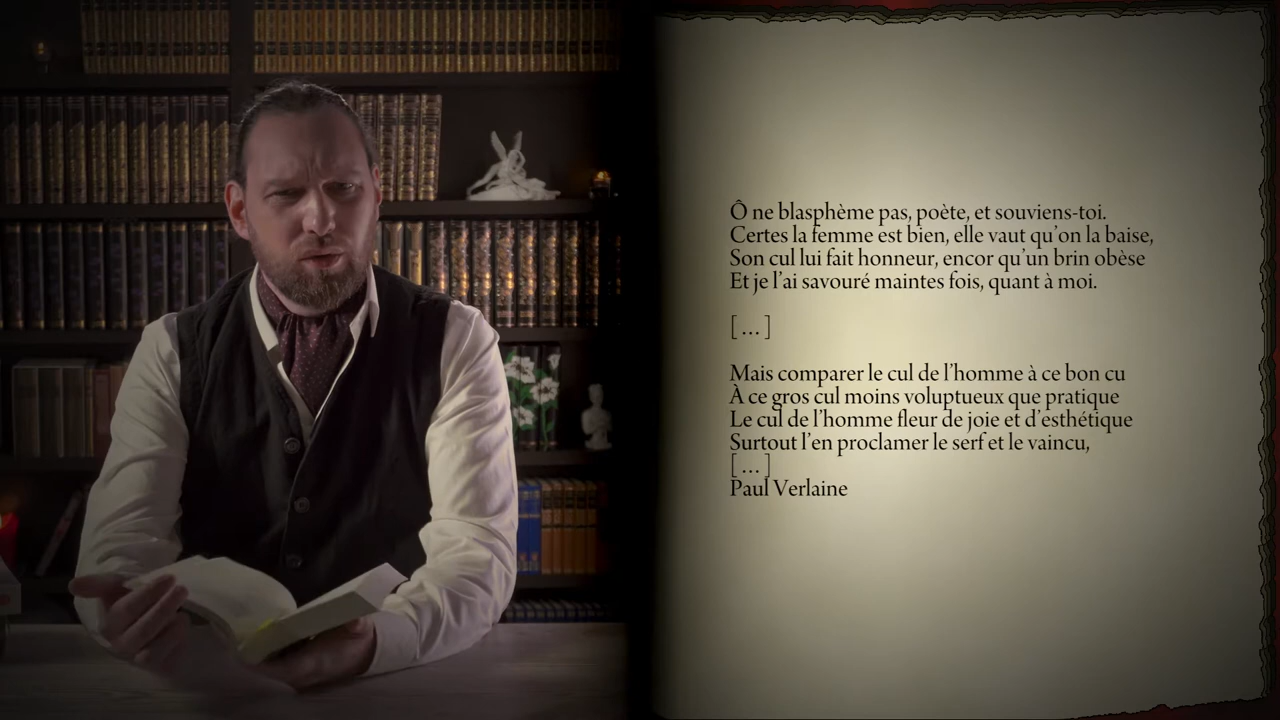 Ô ne blasphème pas, poète, et souviens-toi.
Certes la femme est bien, elle vaut qu'on la baise,
Son cul lui fait honneur, encor qu'un brin obèse
Et je l'ai savouré maintes fois, quant à moi.
[...]
Mais comparer le cul de l'homme à ce bon cu
À ce gros cul moins voluptueux que pratique
Le cul de l'homme fleur de joie et d'esthétique
Surtout l'en proclamer le serf et le vaincu,
[...]
Paul Verlaine